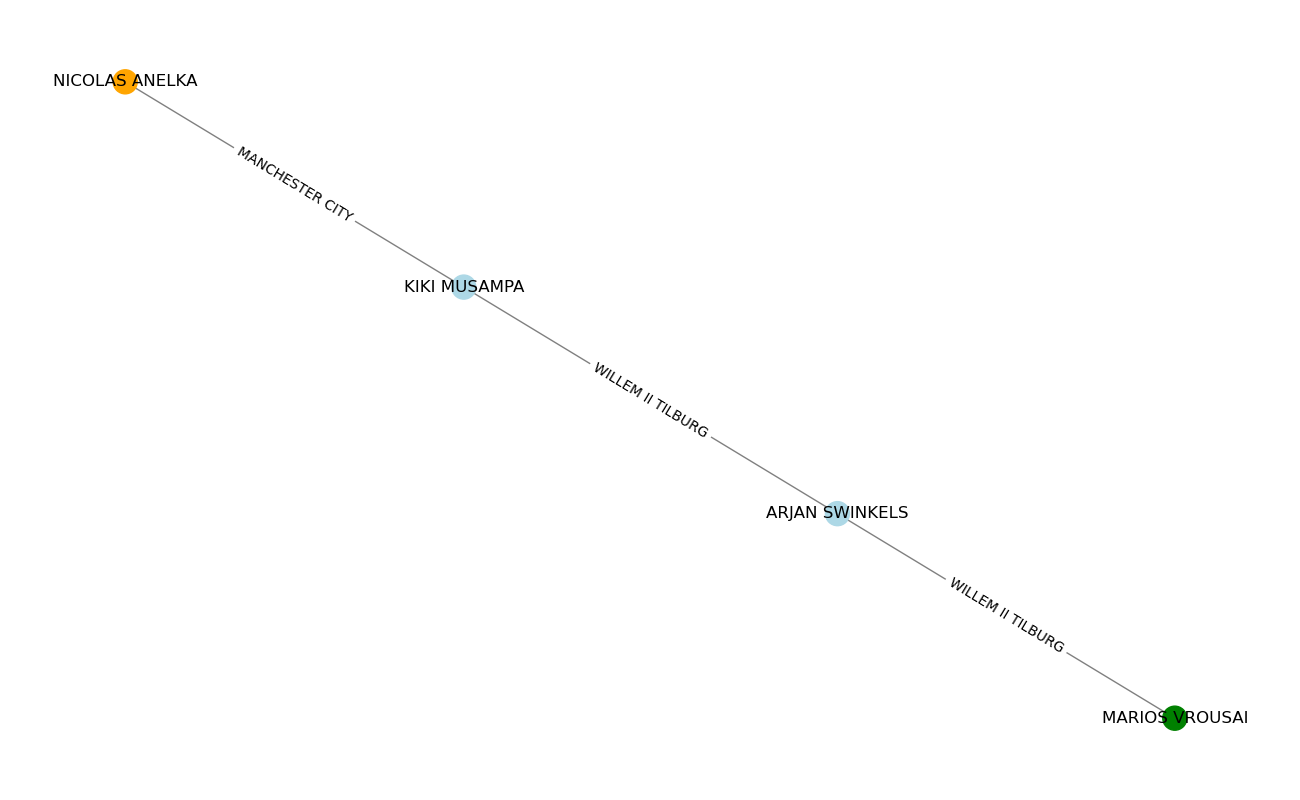 NICOLAS ANELKA
MANCHESTER CITY
KIKI MUSAMPA
WILLEM II TILBURG
ARJAN SWINKELS
WILLEM II TILBURG
MARIOS VROUSAI